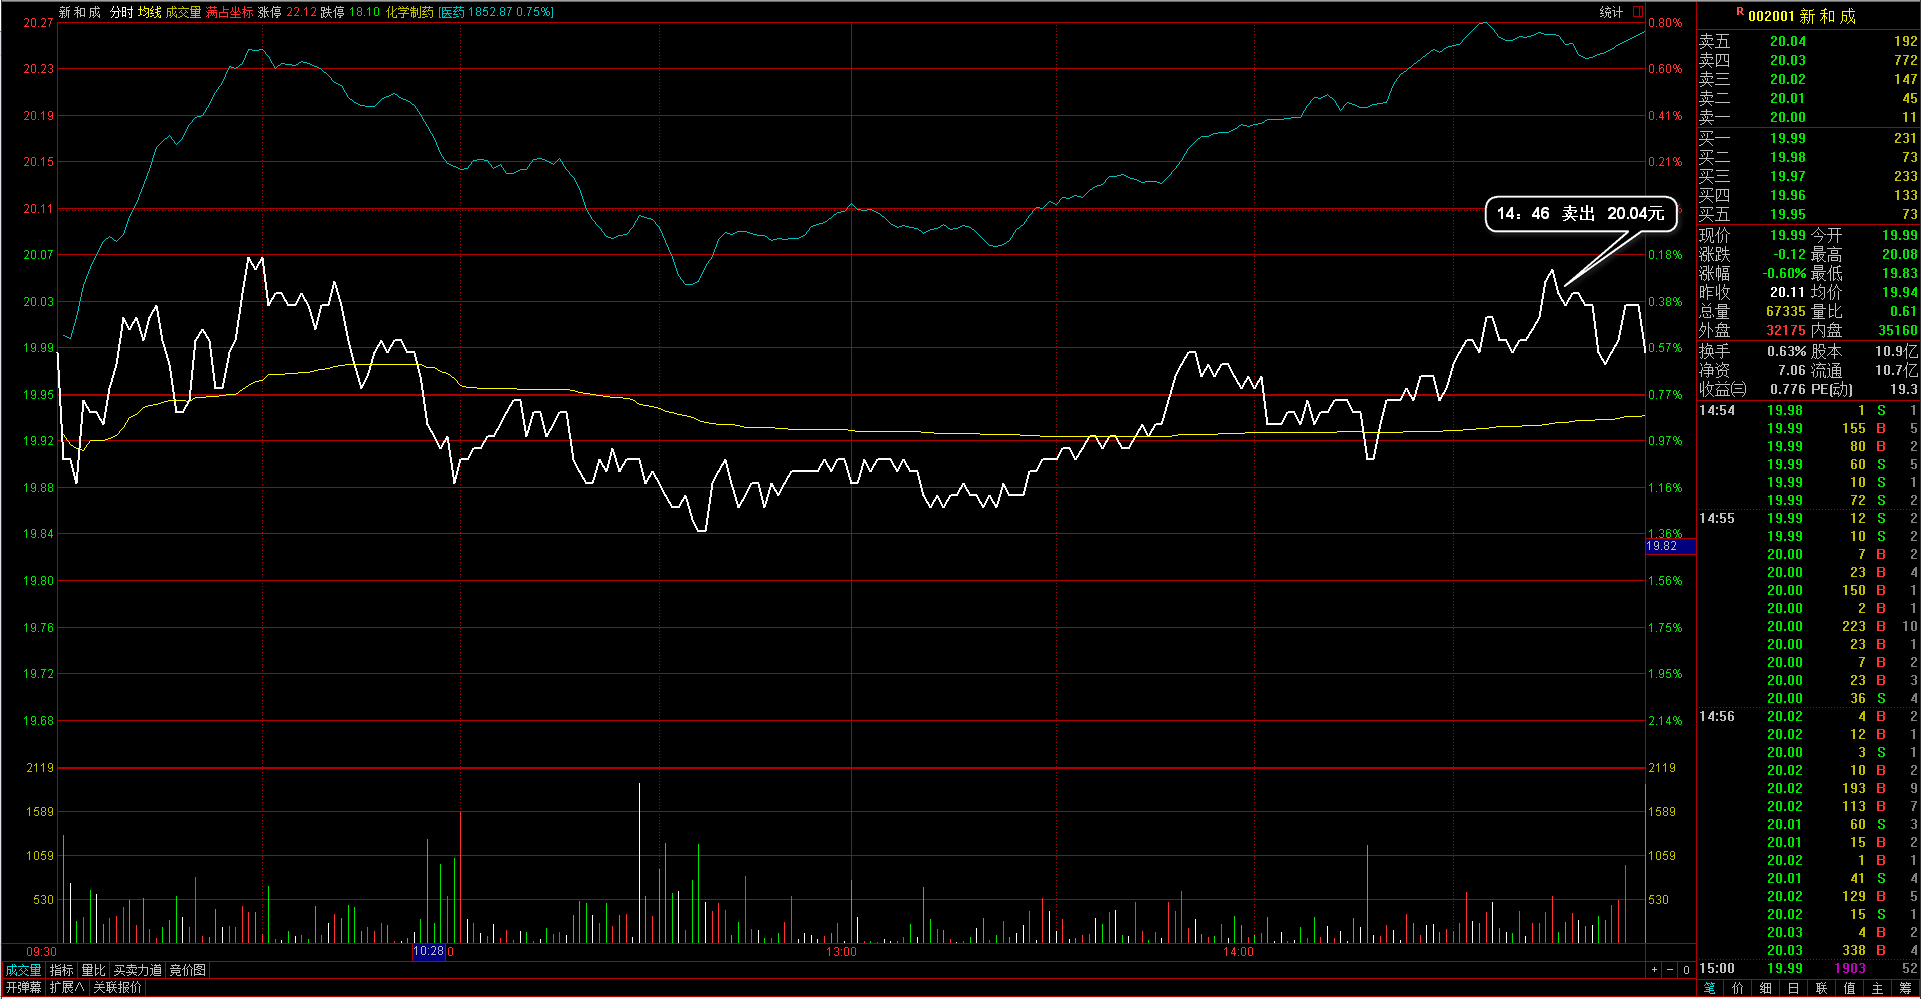 新和成 分时 均线 成交量 满占坐标 涨停 22.12 跌停 18.10 化学制药 [医药 1852.87 0.75%] 统计
20.27
20.23
20.19
20.15
20.11
20.07
20.03
19.99
19.95
19.92
19.88
19.84
19.80
19.76
19.72
19.68
2119
1589
1059
530
0.80%
0.60%
0.41%
0.21%
0.18%
0.38%
0.57%
0.77%
0.97%
1.16%
1.36%
19.82
1.56%
1.75%
1.95%
2.14%
2119
1589
1059
530
14：46 卖出 20.04元
09:30 10:28 0 13:00 14:00
成交量 指标 量比 买卖力道 竞价图 + - 0
开弹幕 扩展∧ 关联报价
R 002001 新和成
卖五 20.04 192
卖四 20.03 772
卖三 20.02 147
卖二 20.01 45
卖一 20.00 11
买一 19.99 231
买二 19.98 73
买三 19.97 233
买四 19.96 133
买五 19.95 73
现价 19.99 今开 19.99
涨跌 -0.12 最高 20.08
涨幅 -0.60% 最低 19.83
昨收 20.11 均价 19.94
总量 67335 量比 0.61
外盘 32175 内盘 35160
换手 0.63% 股本 10.9亿
净资 7.06 流通 10.7亿
收益㈢ 0.776 PE(动) 19.3
14:54 19.98 1 S 1
19.99 155 B 5
19.99 80 B 2
19.99 60 S 5
19.99 10 S 1
19.99 72 S 2
14:55 19.99 12 S 2
19.99 10 S 2
20.00 7 B 2
20.00 23 B 4
20.00 150 B 1
20.00 2 B 1
20.00 223 B 10
20.00 23 B 1
20.00 7 B 2
20.00 23 B 3
20.00 36 S 4
14:56 20.02 4 B 2
20.02 12 B 1
20.00 3 S 1
20.02 10 B 2
20.02 193 B 9
20.02 113 B 7
20.01 60 S 3
20.01 15 B 2
20.02 1 B 1
20.01 41 S 4
20.02 129 B 5
20.02 15 S 1
20.03 4 B 2
20.03 338 B 4
15:00 19.99 1903 52
笔 价 细 日 联 值 主 筹